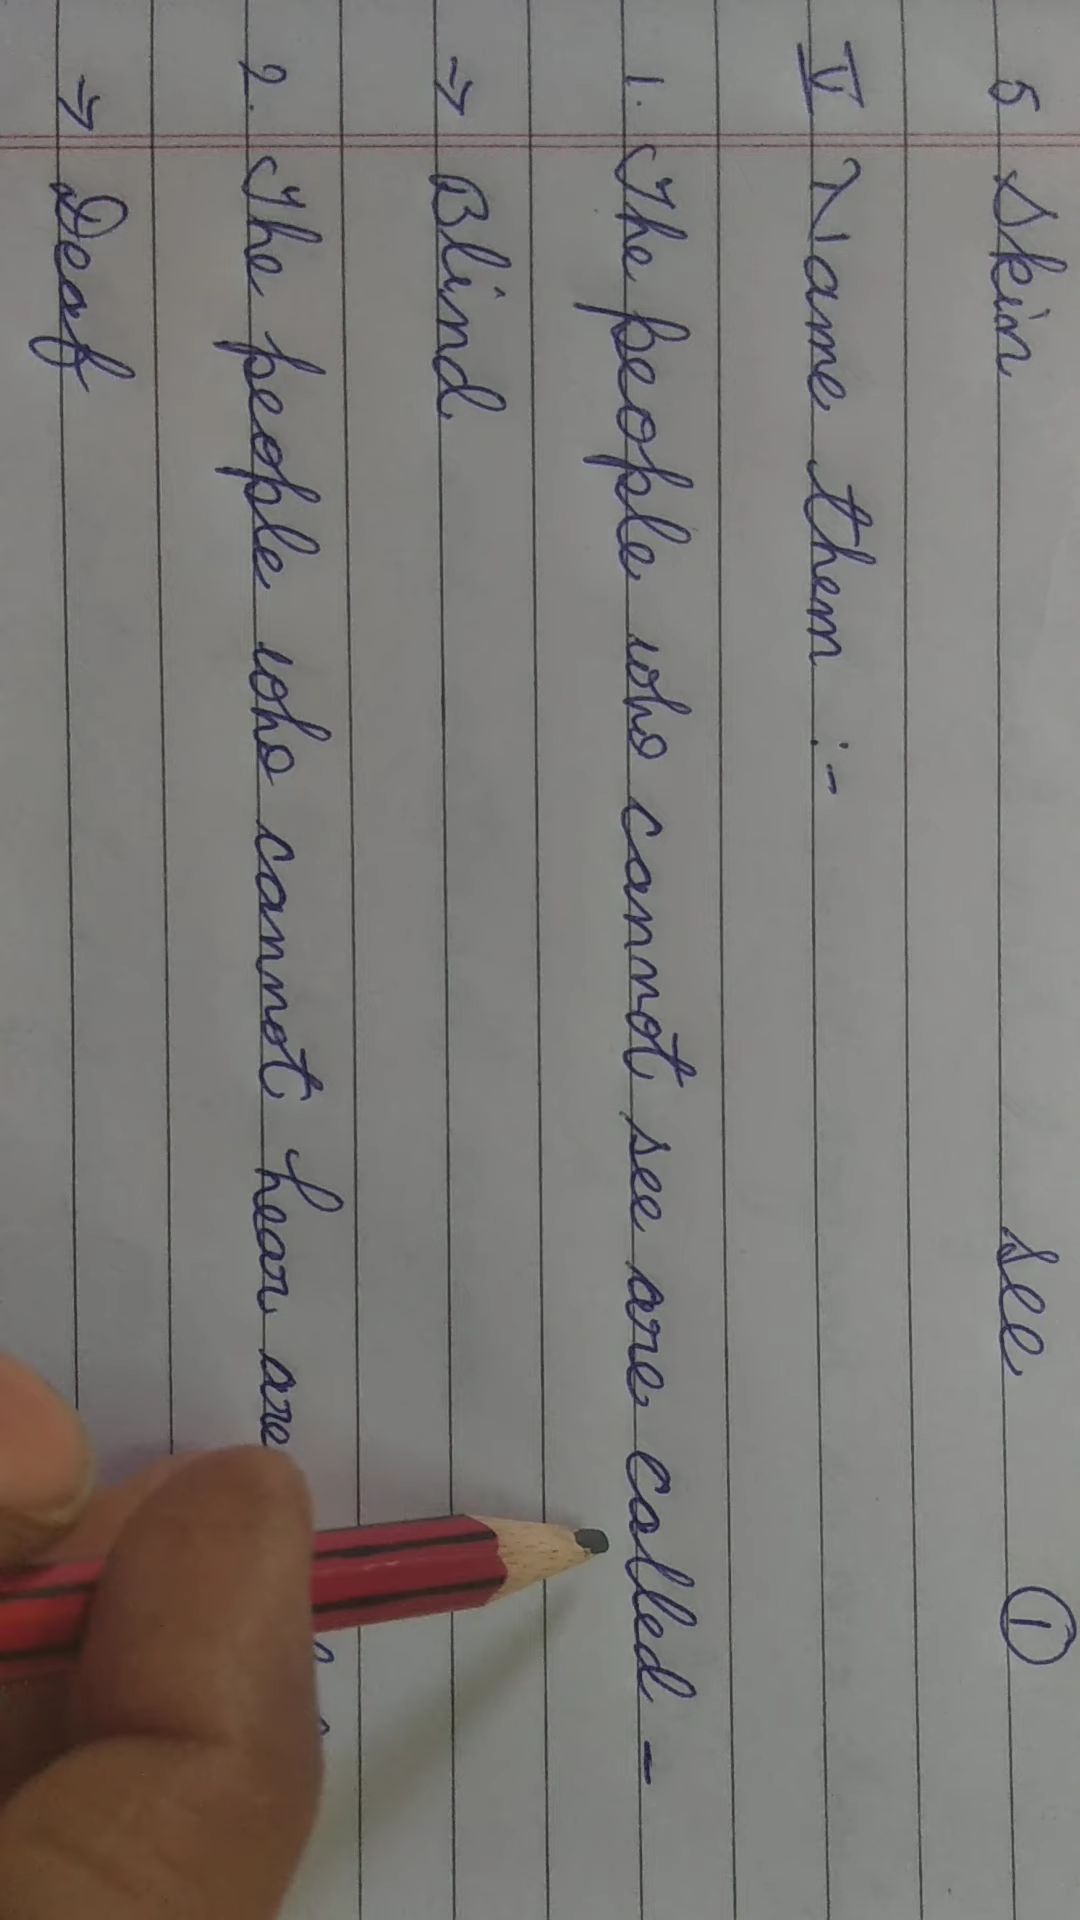 5 Skin see ①
V Name them :-
1. The people who cannot see are called -
→ Blind
2. The people who cannot hear are
→ Deaf